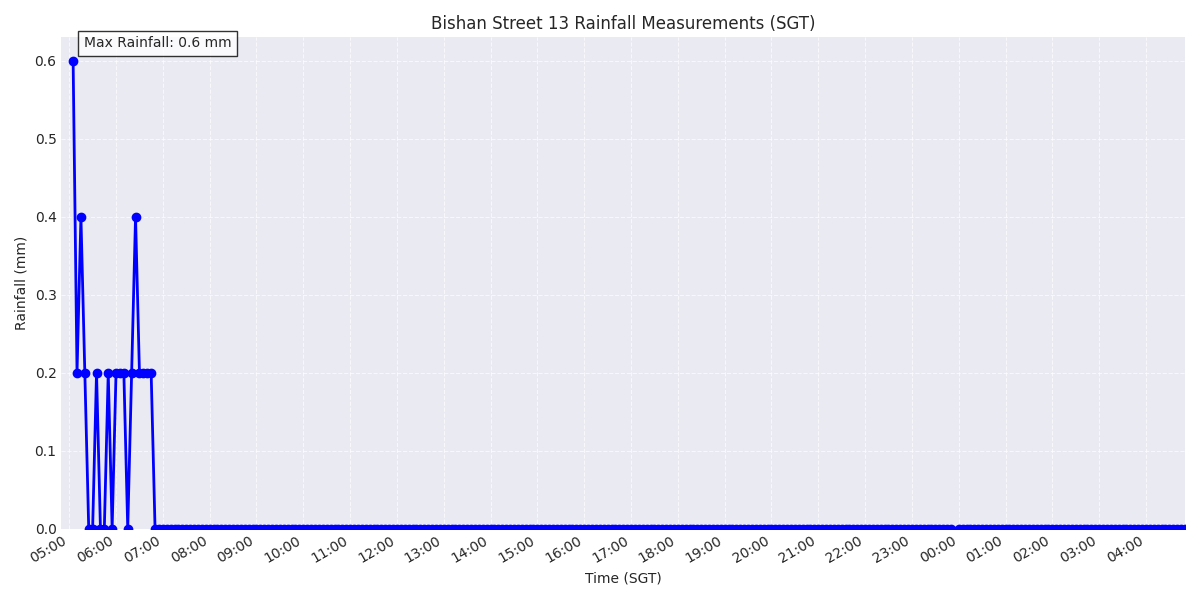 Bishan Street 13 Rainfall Measurements (SGT)
Max Rainfall: 0.6 mm
0.6
0.5
0.4
0.3
0.2
0.1
0.0
Rainfall (mm)
05:00 06:00 07:00 08:00 09:00 10:00 11:00 12:00 13:00 14:00 15:00 16:00 17:00 18:00 19:00 20:00 21:00 22:00 23:00 00:00 01:00 02:00 03:00 04:00
Time (SGT)